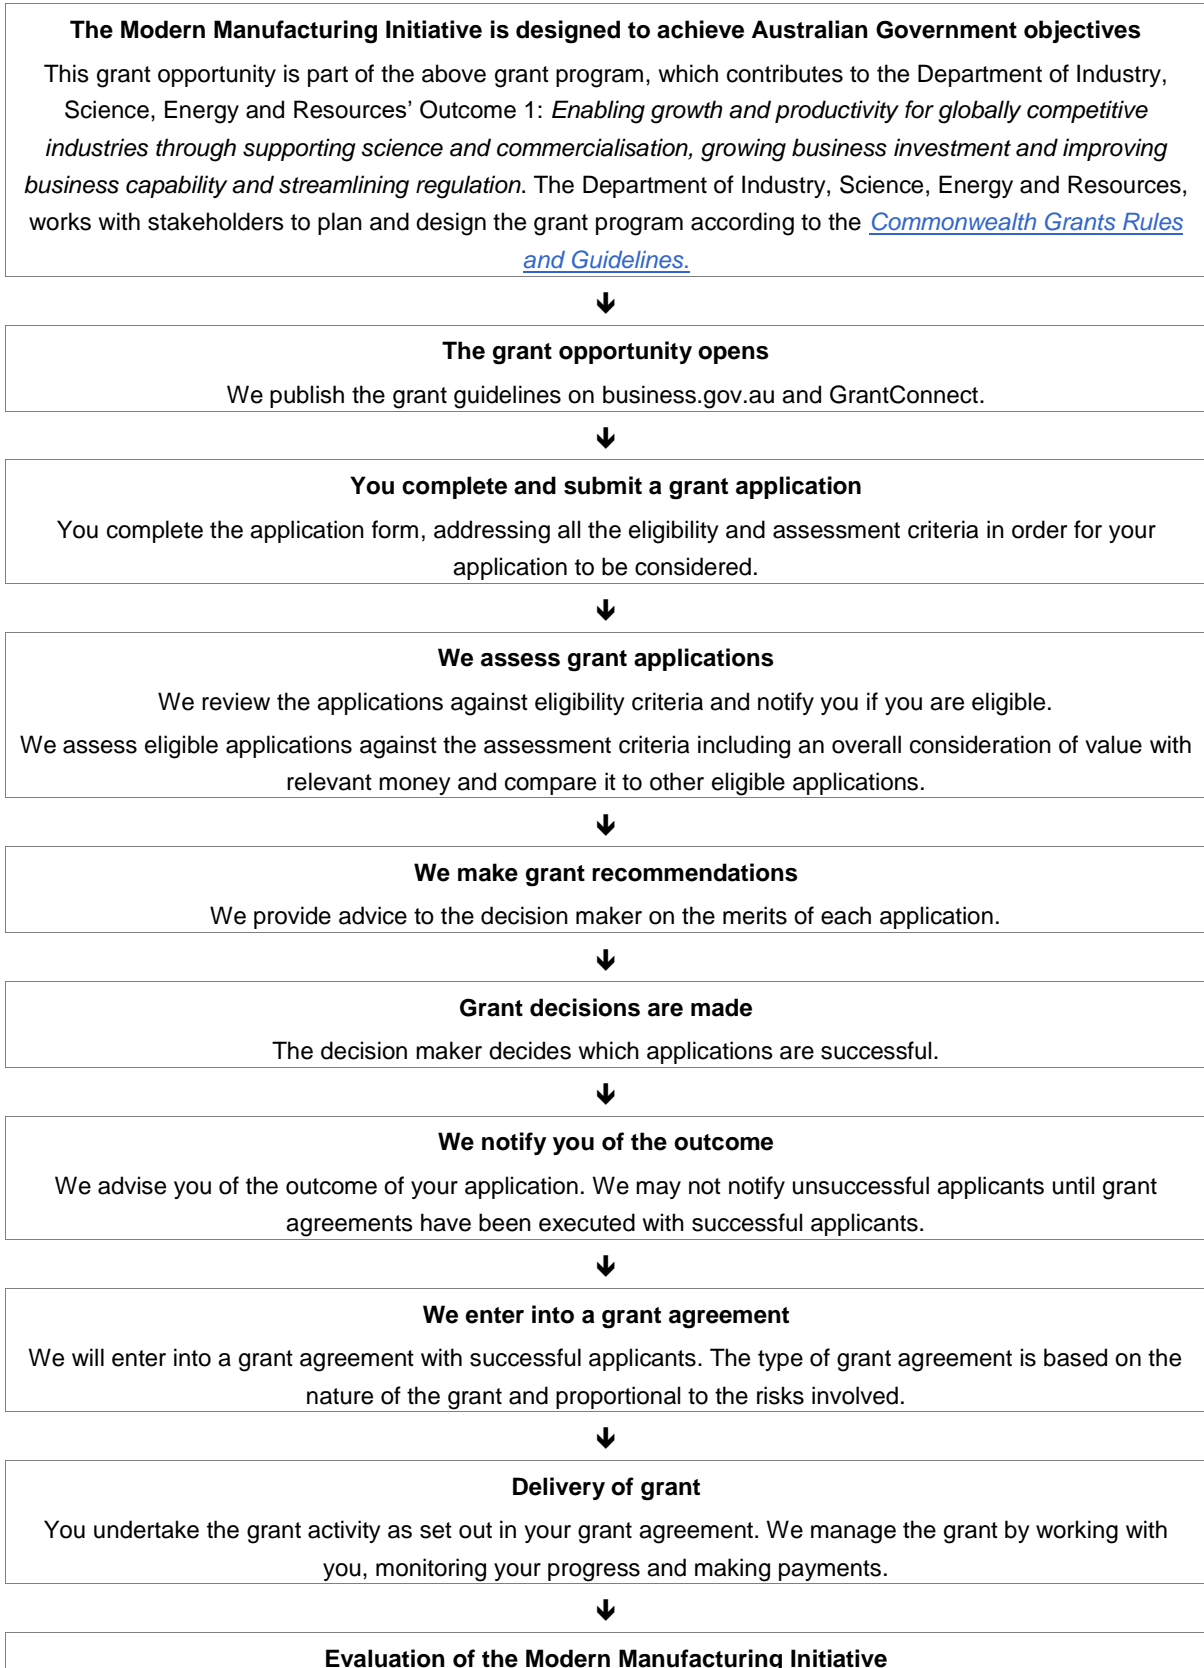 The Modern Manufacturing Initiative is designed to achieve Australian Government objectives
This grant opportunity is part of the above grant program, which contributes to the Department of Industry,
Science, Energy and Resources’ Outcome 1: Enabling growth and productivity for globally competitive
industries through supporting science and commercialisation, growing business investment and improving
business capability and streamlining regulation. The Department of Industry, Science, Energy and Resources,
works with stakeholders to plan and design the grant program according to the Commonwealth Grants Rules
and Guidelines.
The grant opportunity opens
We publish the grant guidelines on business.gov.au and GrantConnect.
You complete and submit a grant application
You complete the application form, addressing all the eligibility and assessment criteria in order for your
application to be considered.
We assess grant applications
We review the applications against eligibility criteria and notify you if you are eligible.
We assess eligible applications against the assessment criteria including an overall consideration of value with
relevant money and compare it to other eligible applications.
We make grant recommendations
We provide advice to the decision maker on the merits of each application.
Grant decisions are made
The decision maker decides which applications are successful.
We notify you of the outcome
We advise you of the outcome of your application. We may not notify unsuccessful applicants until grant
agreements have been executed with successful applicants.
We enter into a grant agreement
We will enter into a grant agreement with successful applicants. The type of grant agreement is based on the
nature of the grant and proportional to the risks involved.
Delivery of grant
You undertake the grant activity as set out in your grant agreement. We manage the grant by working with
you, monitoring your progress and making payments.
Evaluation of the Modern Manufacturing Initiative